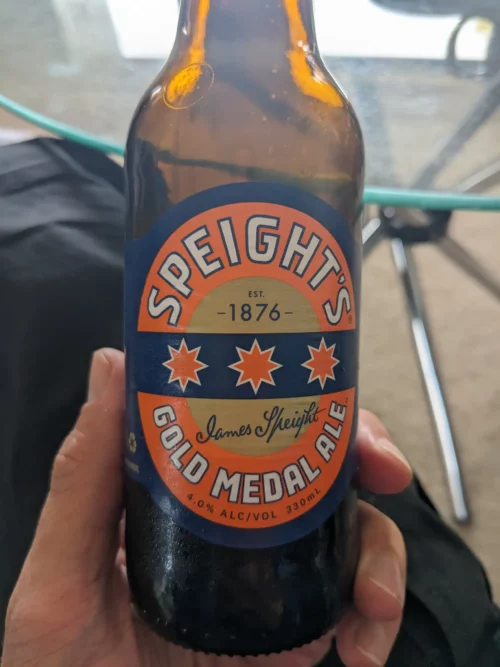 SPEIGHT'S
EST.
-1876-
James Speight
GOLD MEDAL ALE
4.0% ALC/VOL 330mL